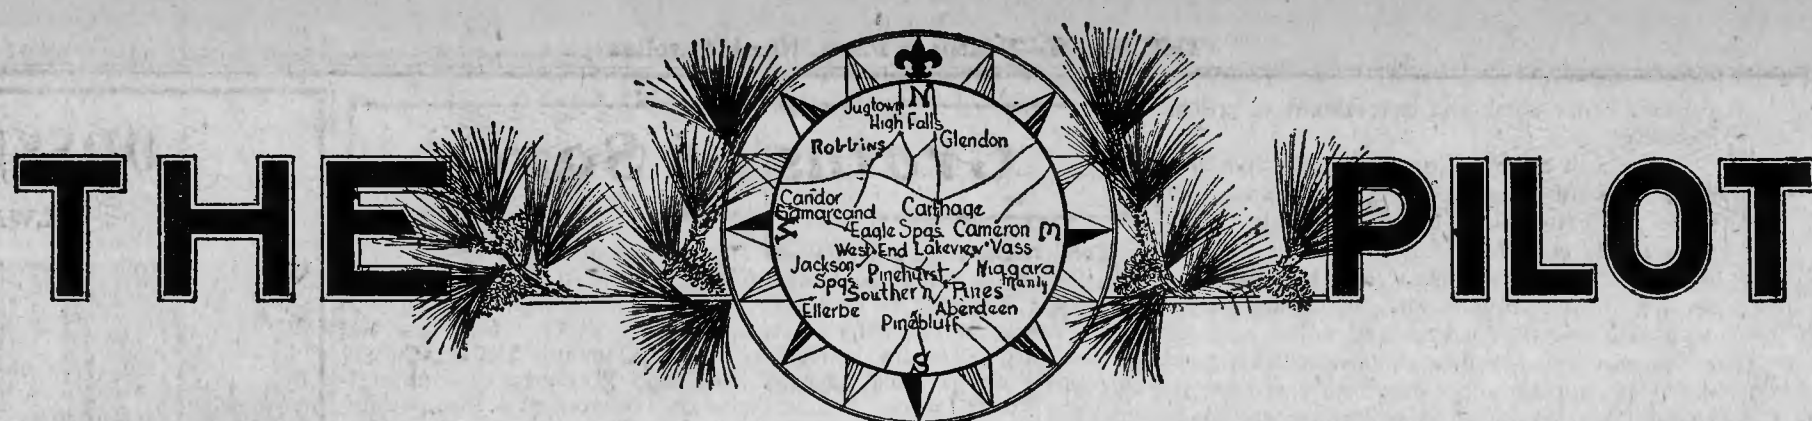 THE PILOT
N
Jugtown
High Falls
Robbins Glendon
Candor
Samarcand Carthage
W Eagle Spgs. Cameron E
West End Lakeview Vass
Jackson Spgs. Pinehurst Niagara
Manly
Southern Pines
Ellerbe Aberdeen
Pinebluff
S